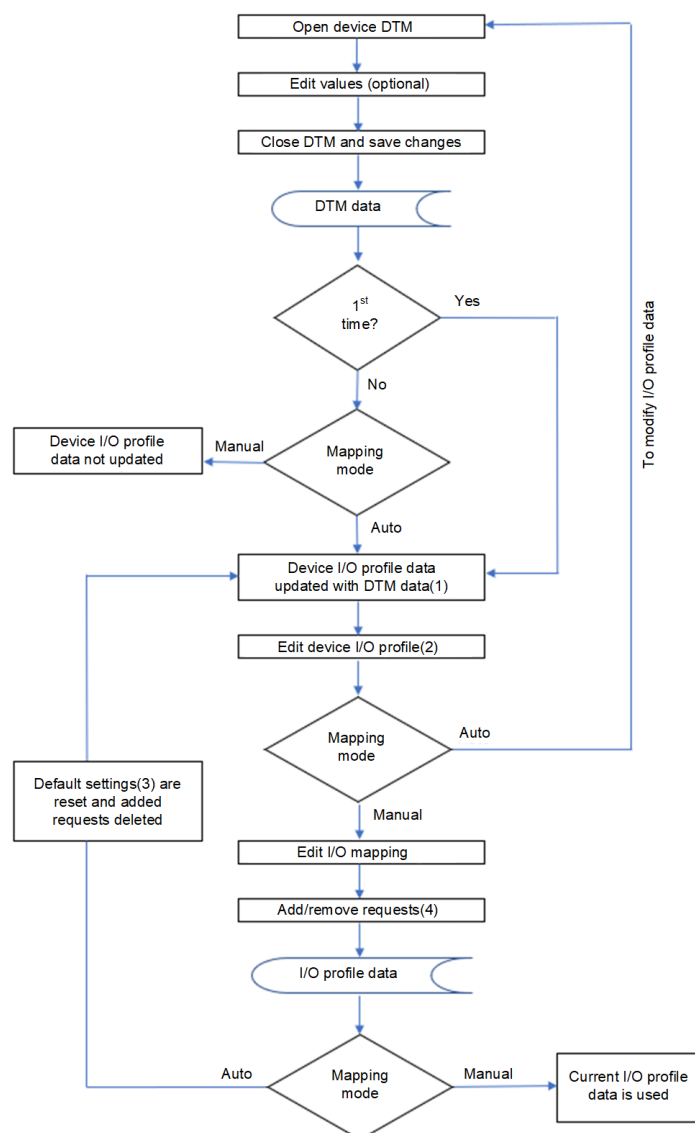 Open device DTM
Edit values (optional)
Close DTM and save changes
DTM data
1st
time?
Yes
No
To modify I/O profile data
Device I/O profile
data not updated
Manual
Mapping
mode
Auto
Device I/O profile data
updated with DTM data(1)
Edit device I/O profile(2)
Mapping
mode
Auto
Default settings(3) are
reset and added
requests deleted
Manual
Edit I/O mapping
Add/remove requests(4)
I/O profile data
Auto
Mapping
mode
Manual
Current I/O profile
data is used